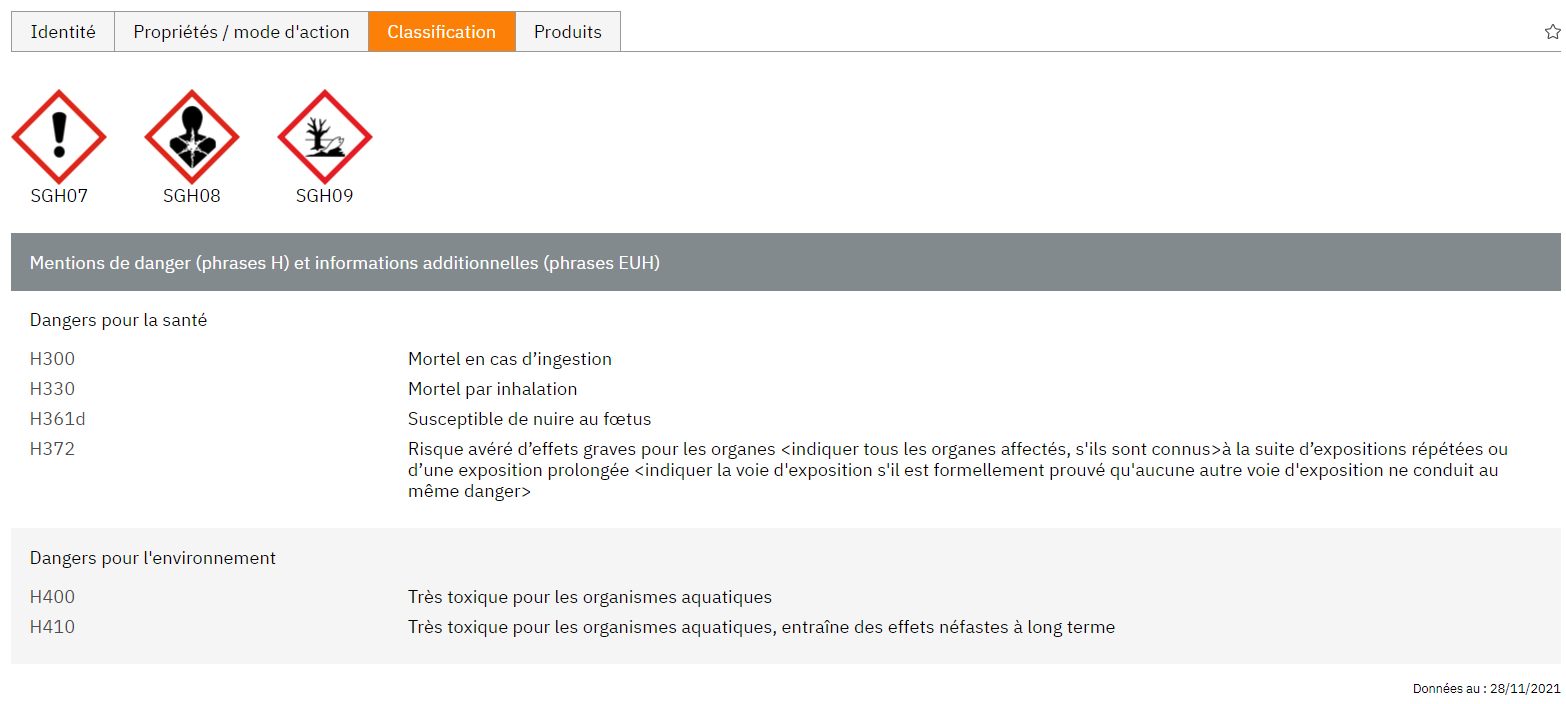 Identité
Propriétés / mode d'action
Classification
Produits
SGH07
SGH08
SGH09
Mentions de danger (phrases H) et informations additionnelles (phrases EUH)
Dangers pour la santé
H300 Mortel en cas d’ingestion
H330 Mortel par inhalation
H361d Susceptible de nuire au fœtus
H372 Risque avéré d’effets graves pour les organes <indiquer tous les organes affectés, s'ils sont connus>à la suite d’expositions répétées ou
d’une exposition prolongée <indiquer la voie d'exposition s'il est formellement prouvé qu'aucune autre voie d'exposition ne conduit au
même danger>
Dangers pour l'environnement
H400 Très toxique pour les organismes aquatiques
H410 Très toxique pour les organismes aquatiques, entraîne des effets néfastes à long terme
Données au : 28/11/2021